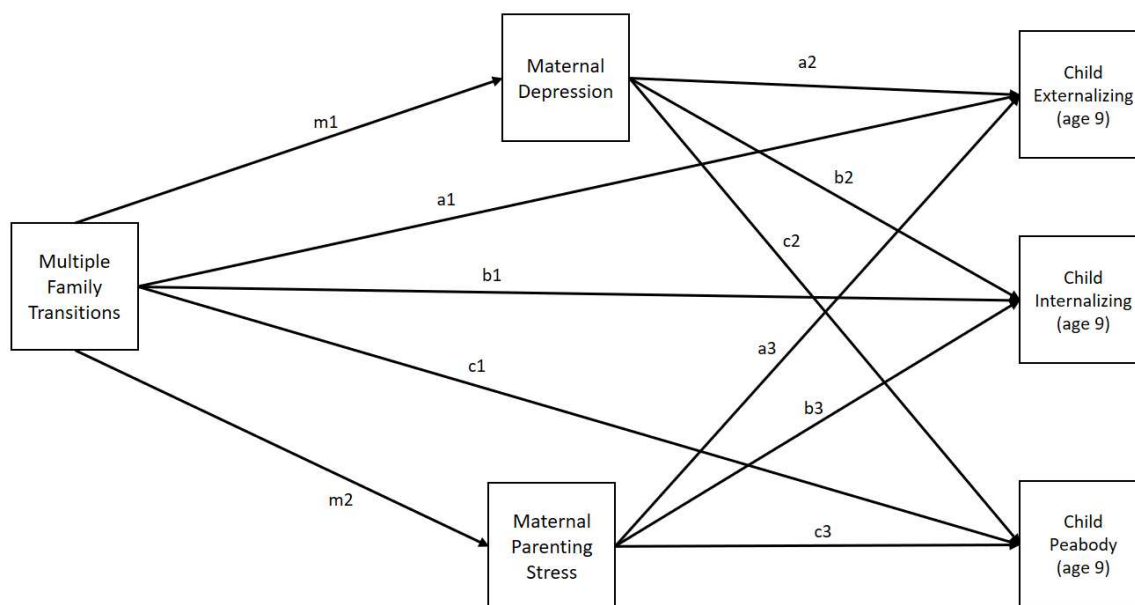 Maternal
Depression
a2
Child
Externalizing
(age 9)
m1
b2
a1
c2
Multiple
Family
Transitions
b1
Child
Internalizing
(age 9)
a3
c1
b3
m2
Maternal
Parenting
Stress
c3
Child
Peabody
(age 9)